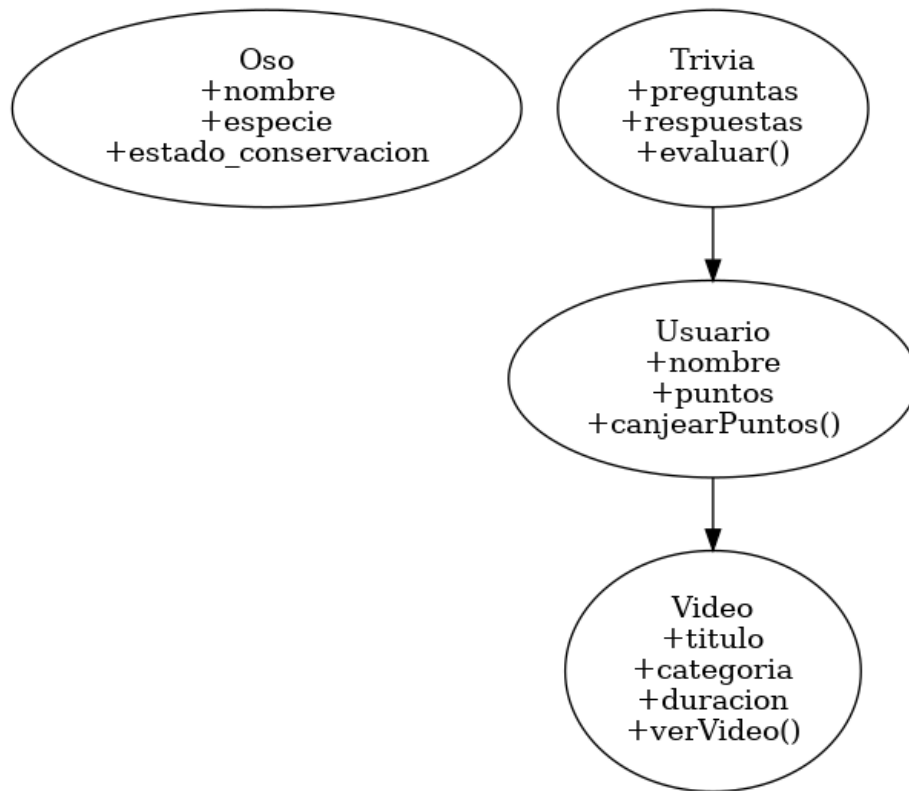 Oso
+nombre
+especie
+estado_conservacion
Trivia
+preguntas
+respuestas
+evaluar()
Usuario
+nombre
+puntos
+canjearPuntos()
Video
+titulo
+categoria
+duracion
+verVideo()